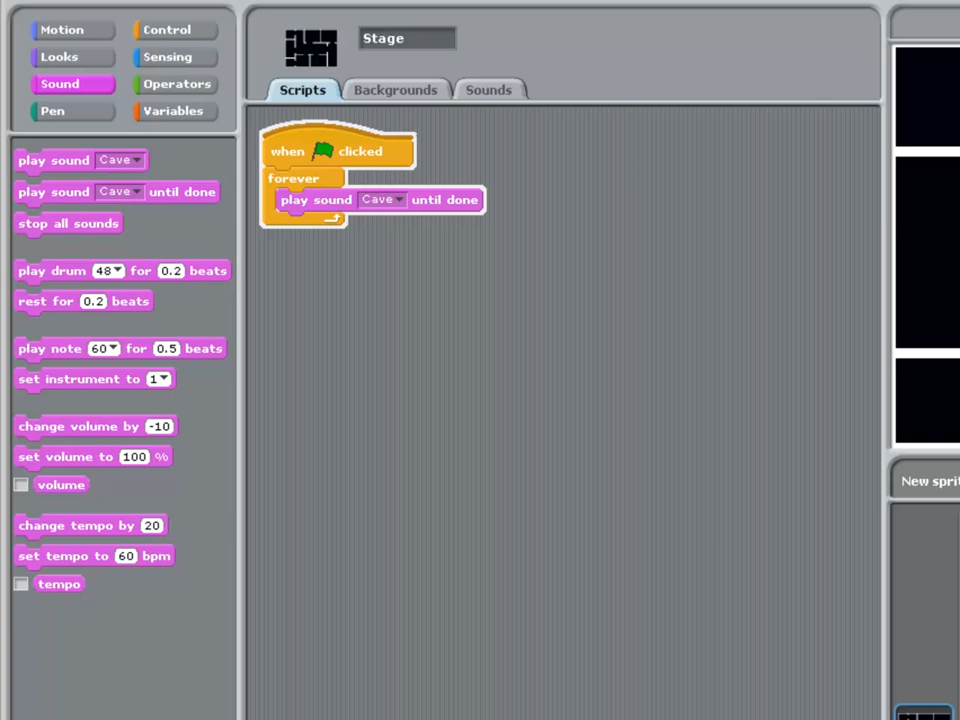 Motion Control
Looks Sensing
Sound Operators
Pen Variables
play sound Cave
play sound Cave until done
stop all sounds
play drum 48 for 0.2 beats
rest for 0.2 beats
play note 60 for 0.5 beats
set instrument to 1
change volume by -10
set volume to 100 %
volume
change tempo by 20
set tempo to 60 bpm
tempo
Stage
Scripts Backgrounds Sounds
when clicked
forever
play sound Cave until done
New sprit